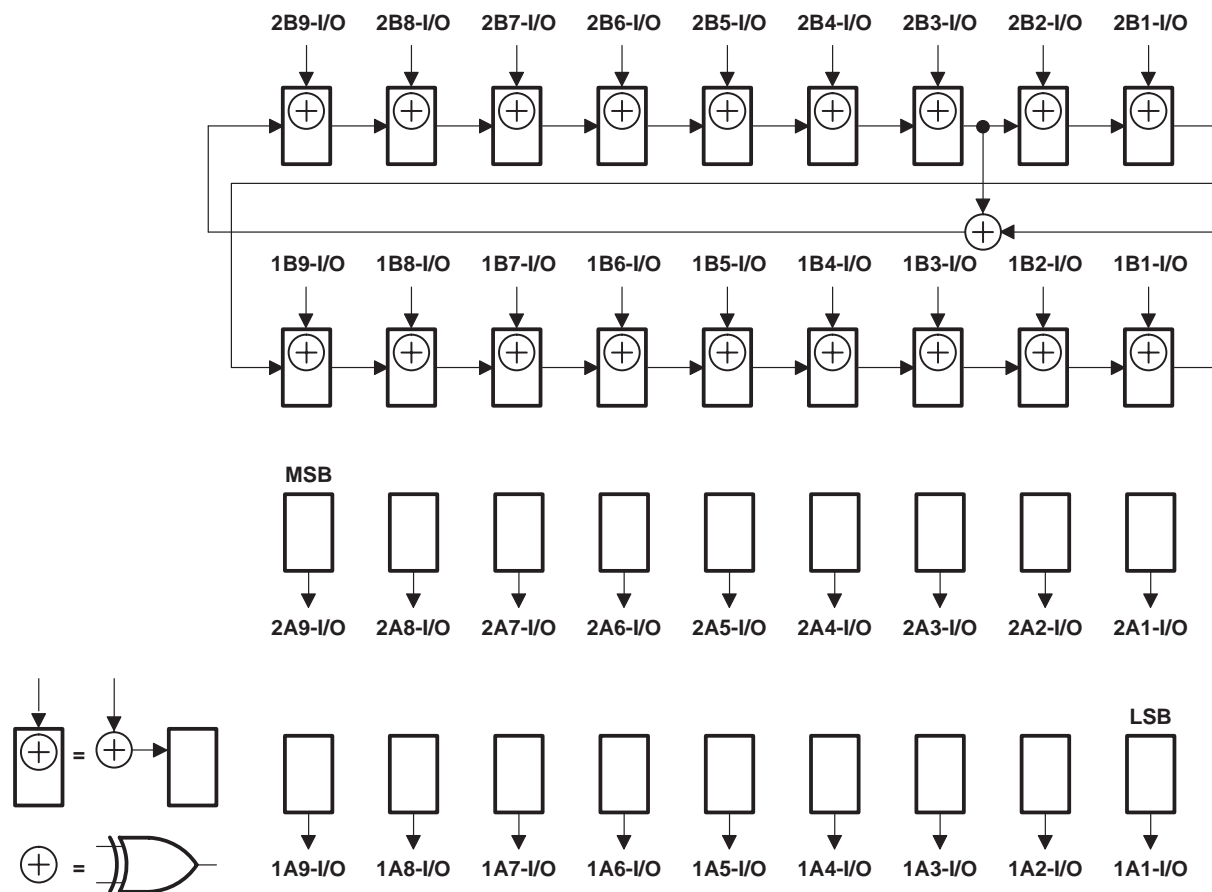 2B9-I/O 2B8-I/O 2B7-I/O 2B6-I/O 2B5-I/O 2B4-I/O 2B3-I/O 2B2-I/O 2B1-I/O
1B9-I/O 1B8-I/O 1B7-I/O 1B6-I/O 1B5-I/O 1B4-I/O 1B3-I/O 1B2-I/O 1B1-I/O
MSB
2A9-I/O 2A8-I/O 2A7-I/O 2A6-I/O 2A5-I/O 2A4-I/O 2A3-I/O 2A2-I/O 2A1-I/O
LSB
=
=
1A9-I/O 1A8-I/O 1A7-I/O 1A6-I/O 1A5-I/O 1A4-I/O 1A3-I/O 1A2-I/O 1A1-I/O